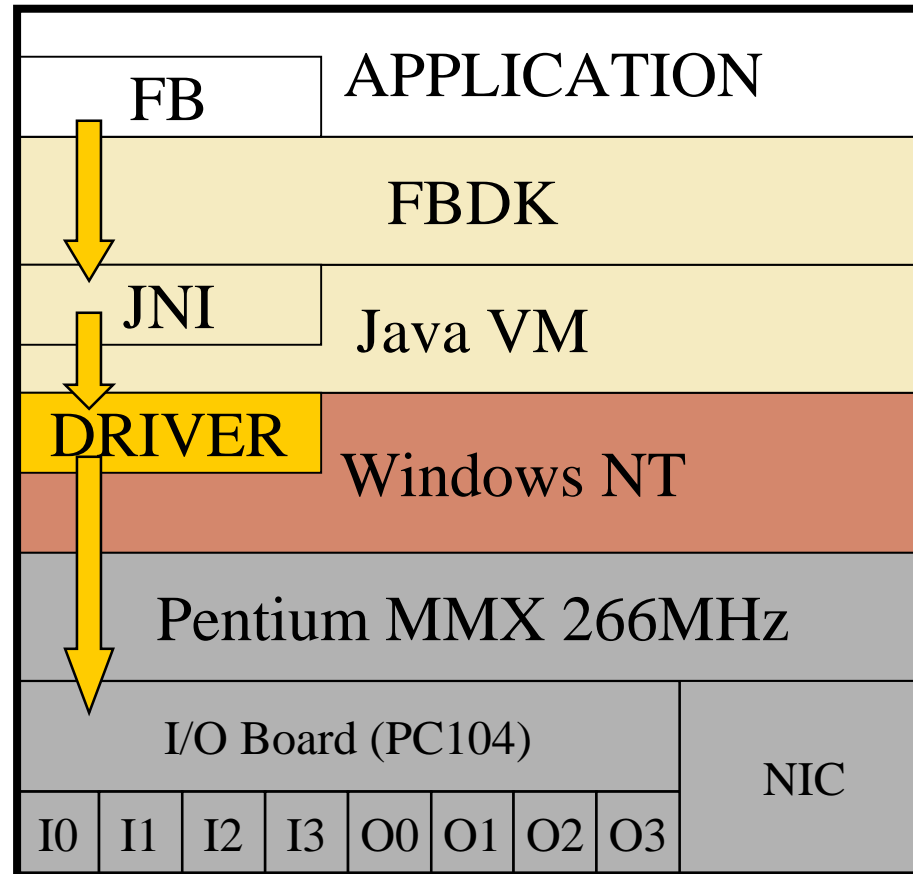 APPLICATION
FB
FBDK
JNI
Java VM
DRIVER
Windows NT
Pentium MMX 266MHz
I/O Board (PC104)
NIC
I0 I1 I2 I3 O0 O1 O2 O3